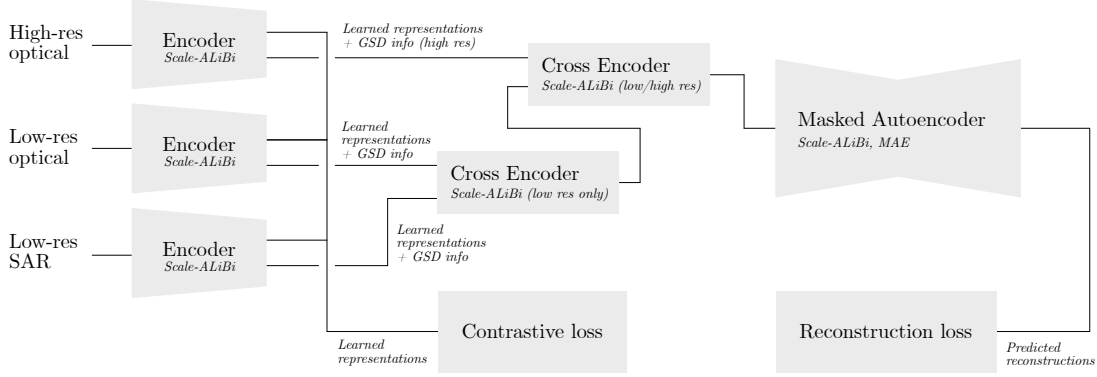 High-res
optical
Encoder
Scale-ALiBi
Learned representations
+ GSD info (high res)
Cross Encoder
Scale-ALiBi (low/high res)
Masked Autoencoder
Scale-ALiBi, MAE
Low-res
optical
Encoder
Scale-ALiBi
Learned
representations
+ GSD info
Cross Encoder
Scale-ALiBi (low res only)
Low-res
SAR
Encoder
Scale-ALiBi
Learned
representations
+ GSD info
Contrastive loss
Learned
representations
Reconstruction loss
Predicted
reconstructions